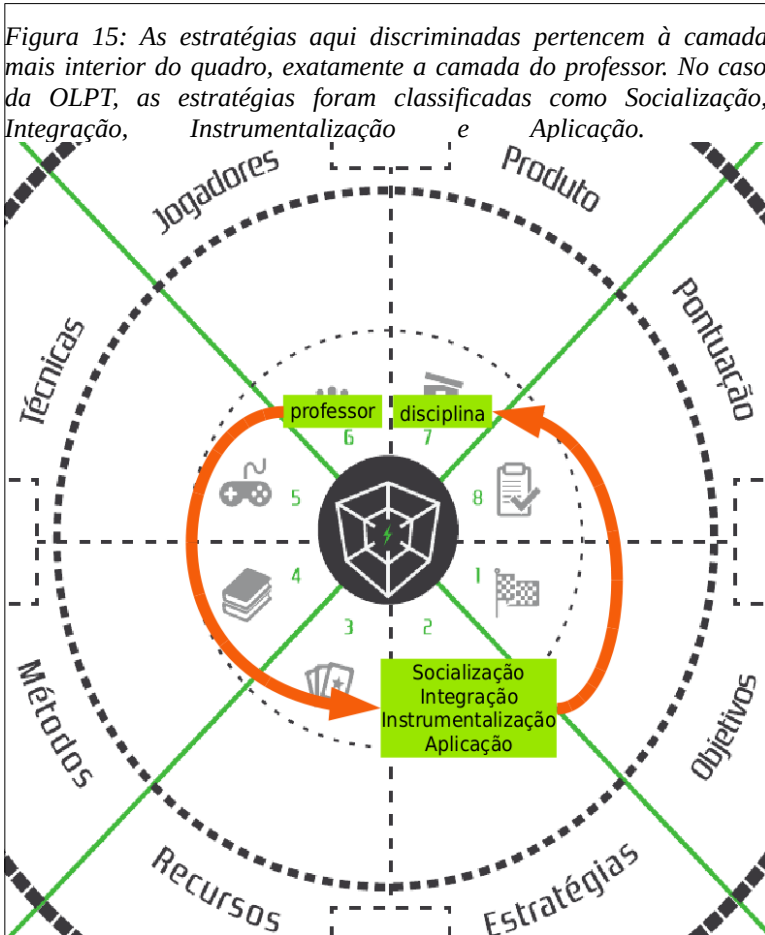 Figura 15: As estratégias aqui discriminadas pertencem à camada
mais interior do quadro, exatamente a camada do professor. No caso
da OLPT, as estratégias foram classificadas como Socialização,
Integração, Instrumentalização e Aplicação.
Jogadores
Produto
Técnicas
pontuação
professor
disciplina
6
7
5
8
4
1
3
2
Socialização
Integração
Instrumentalização
Aplicação
Métodos
Objetivos
Recursos
Estratégias